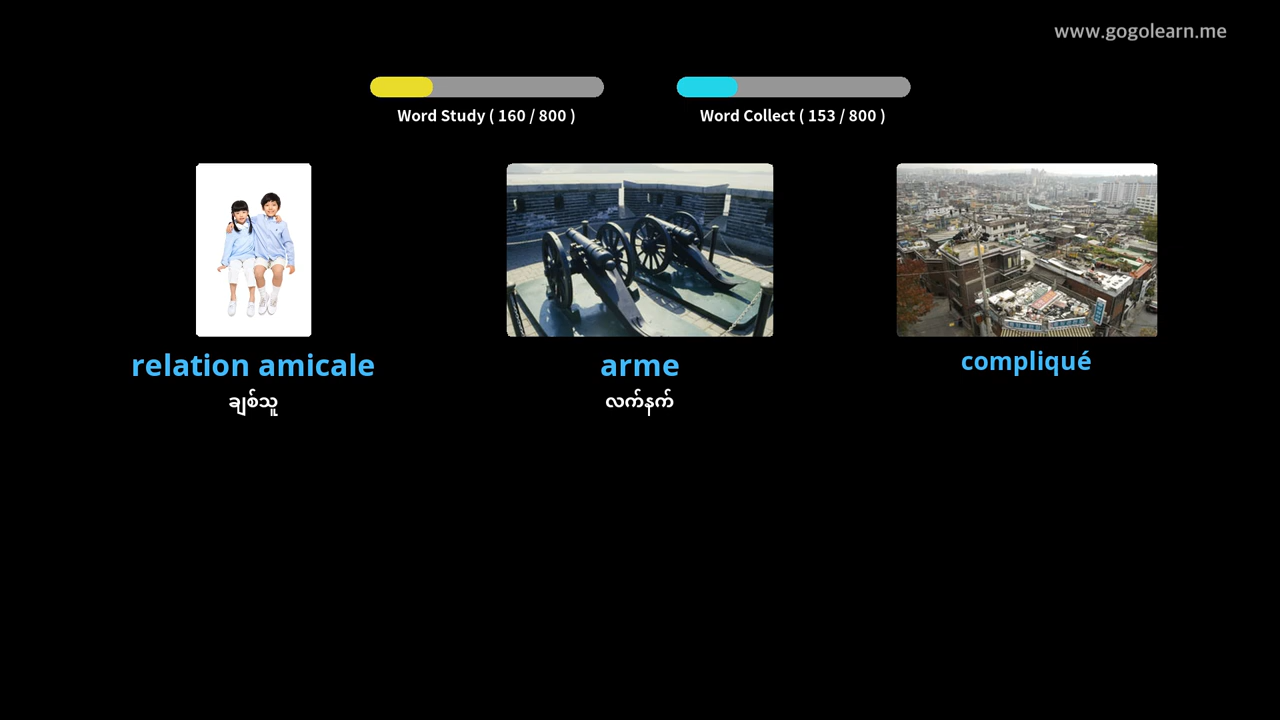 www.gogolearn.me
Word Study ( 160 / 800 )
Word Collect ( 153 / 800 )
relation amicale
arme
compliqué
ချစ်သူ
လက်နက်